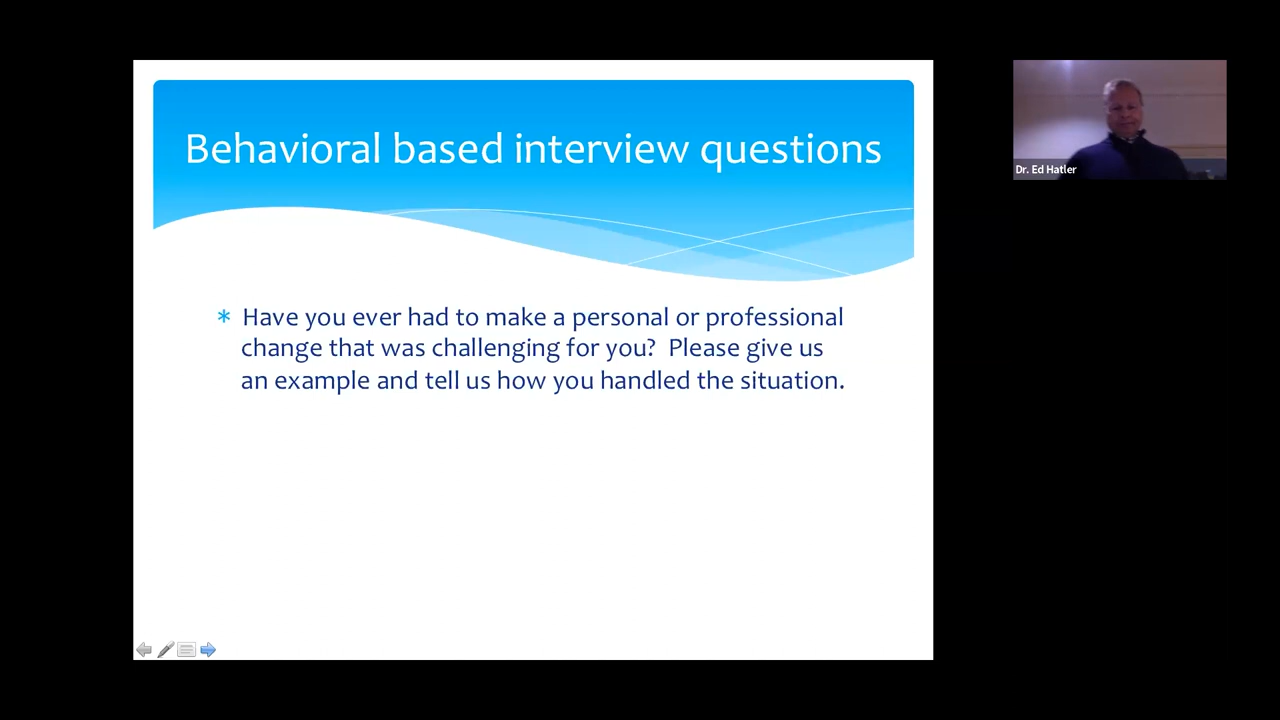 Behavioral based interview questions
Dr. Ed Hatler
* Have you ever had to make a personal or professional
change that was challenging for you?  Please give us
an example and tell us how you handled the situation.